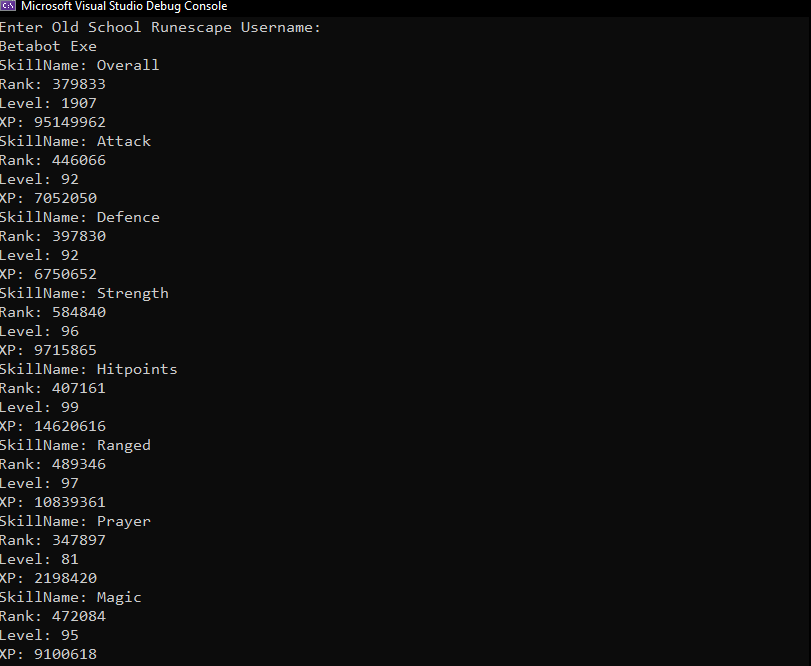 C:\ Microsoft Visual Studio Debug Console
Enter Old School Runescape Username:
Betabot Exe
SkillName: Overall
Rank: 379833
Level: 1907
XP: 95149962
SkillName: Attack
Rank: 446066
Level: 92
XP: 7052050
SkillName: Defence
Rank: 397830
Level: 92
XP: 6750652
SkillName: Strength
Rank: 584840
Level: 96
XP: 9715865
SkillName: Hitpoints
Rank: 407161
Level: 99
XP: 14620616
SkillName: Ranged
Rank: 489346
Level: 97
XP: 10839361
SkillName: Prayer
Rank: 347897
Level: 81
XP: 2198420
SkillName: Magic
Rank: 472084
Level: 95
XP: 9100618